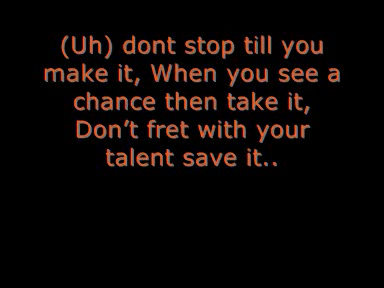 (Uh) dont stop till you
make it, When you see a
chance then take it,
Don’t fret with your
talent save it..